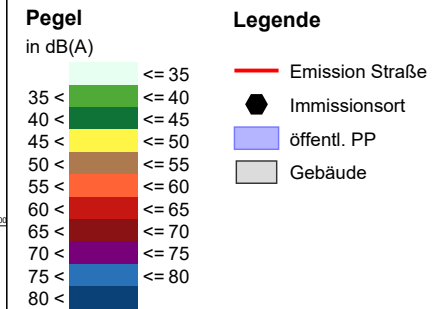 Pegel
in dB(A)
<= 35
35 < <= 40
40 < <= 45
45 < <= 50
50 < <= 55
55 < <= 60
60 < <= 65
65 < <= 70
70 < <= 75
75 < <= 80
80 <
Legende
Emission Straße
Immissionsort
öffentl. PP
Gebäude